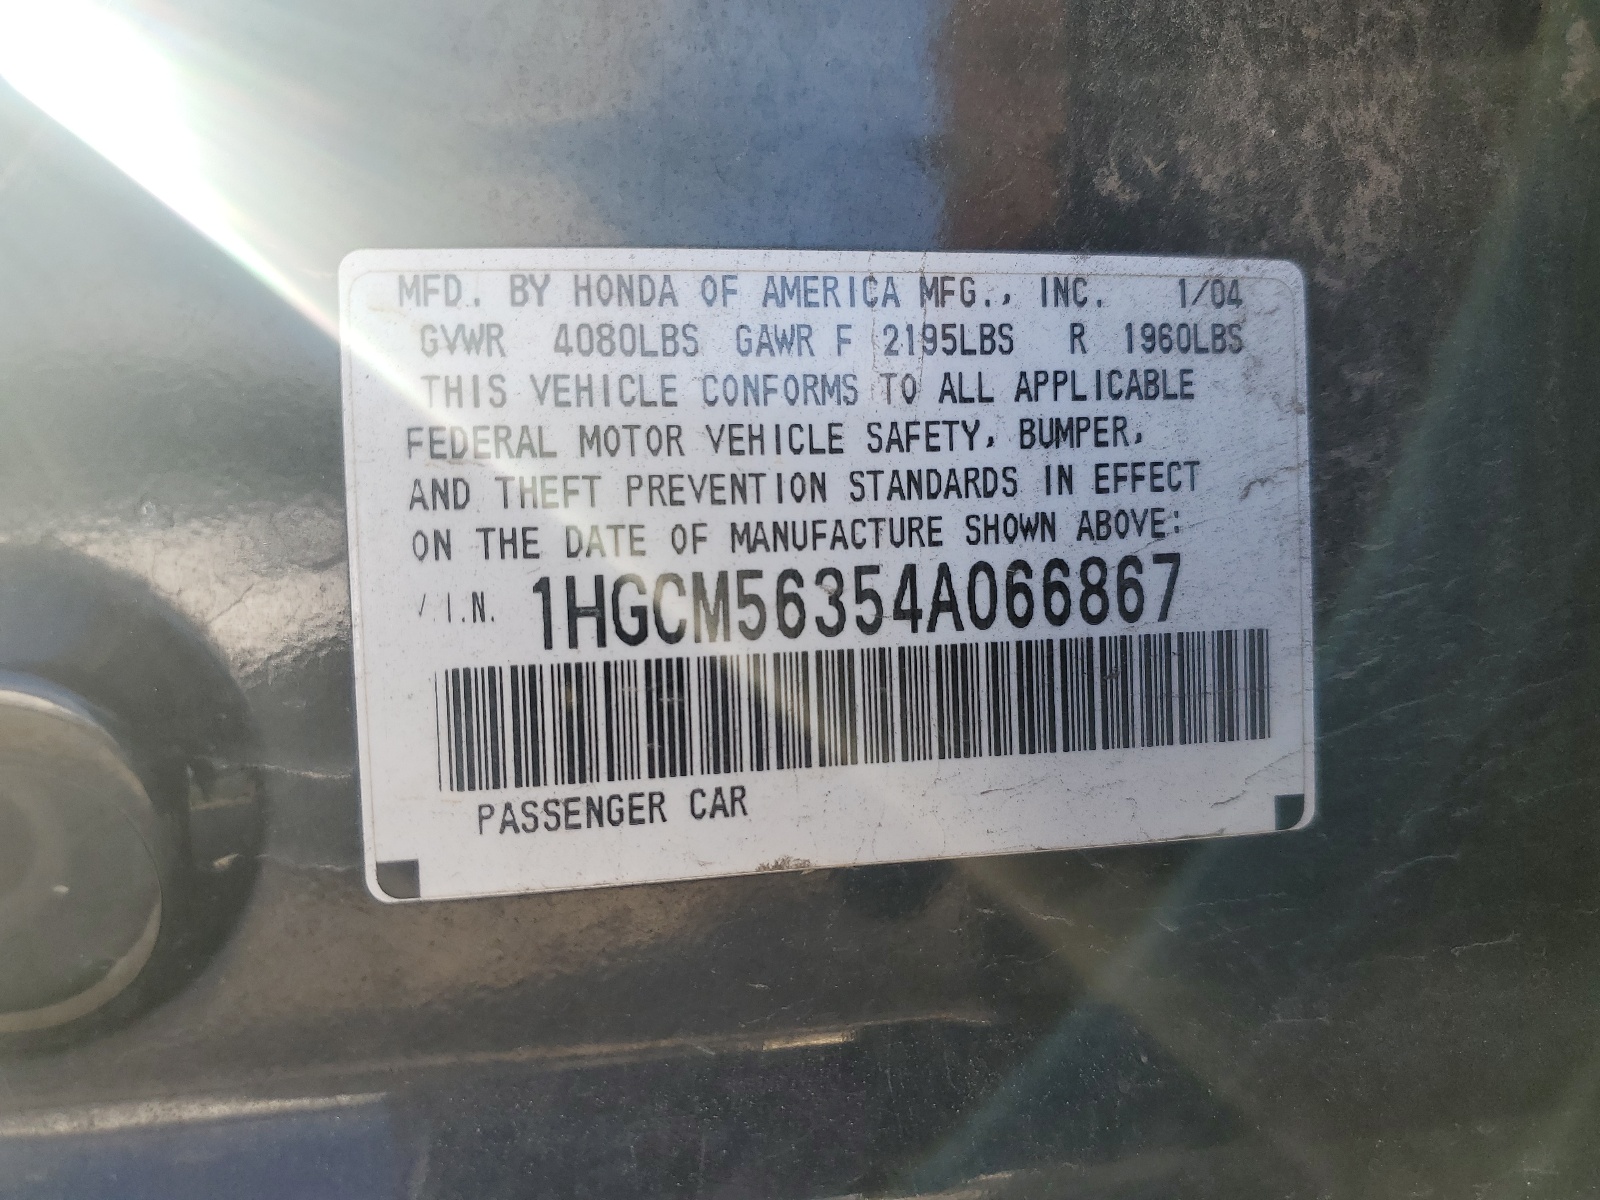 MFD. BY HONDA OF AMERICA MFG., INC. 1/04
GVWR 4080LBS GAWR F 2195LBS R 1960LBS
THIS VEHICLE CONFORMS TO ALL APPLICABLE
FEDERAL MOTOR VEHICLE SAFETY, BUMPER,
AND THEFT PREVENTION STANDARDS IN EFFECT
ON THE DATE OF MANUFACTURE SHOWN ABOVE:
V.I.N. 1HGCM56354A066867
PASSENGER CAR